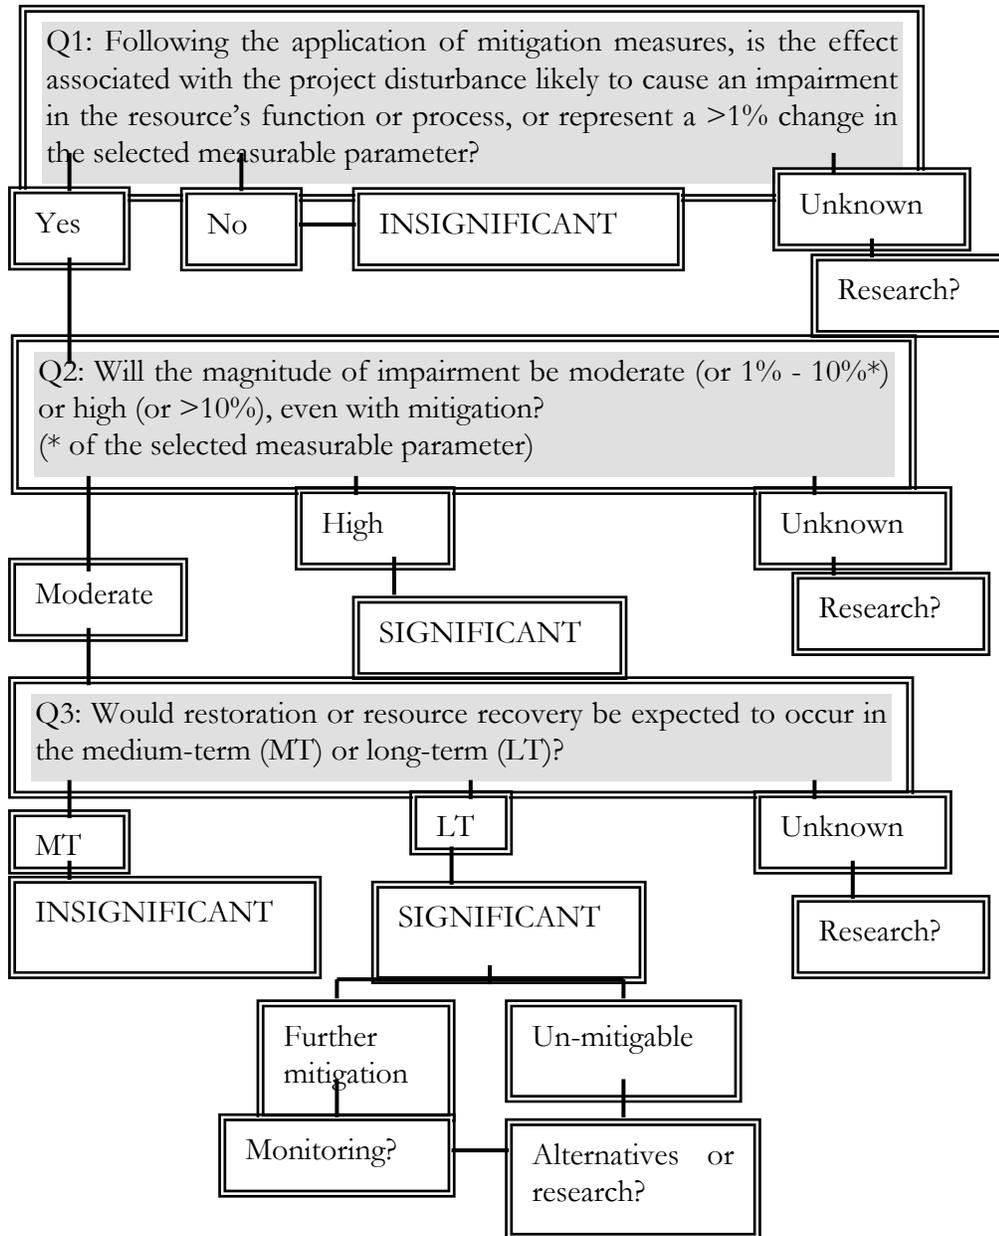 Q1: Following the application of mitigation measures, is the effect
associated with the project disturbance likely to cause an impairment
in the resource’s function or process, or represent a >1% change in
the selected measurable parameter?
Yes
No
INSIGNIFICANT
Unknown
Research?
Q2: Will the magnitude of impairment be moderate (or 1% - 10%*)
or high (or >10%), even with mitigation?
(* of the selected measurable parameter)
High
Unknown
Moderate
SIGNIFICANT
Research?
Q3: Would restoration or resource recovery be expected to occur in
the medium-term (MT) or long-term (LT)?
MT
LT
Unknown
INSIGNIFICANT
SIGNIFICANT
Research?
Further
mitigation
Un-mitigable
Monitoring?
Alternatives or
research?